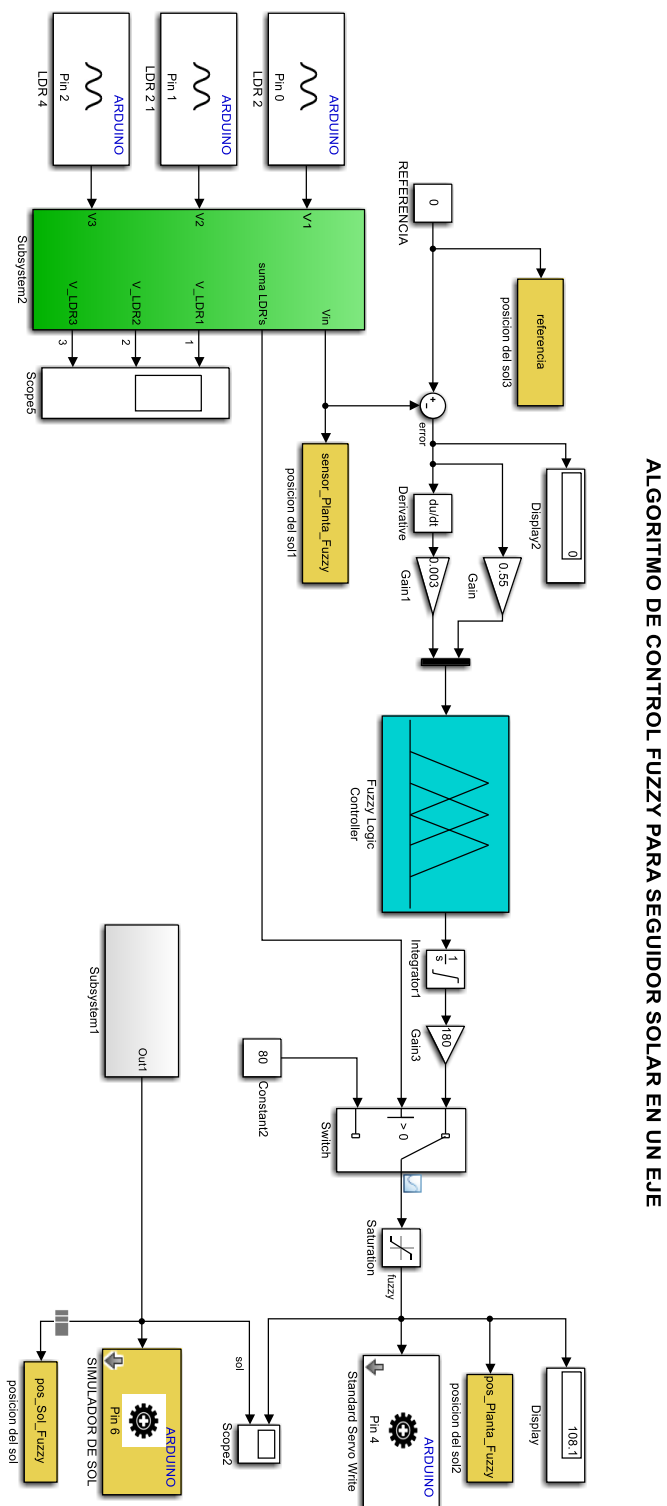 ALGORITMO DE CONTROL FUZZY PARA SEGUIDOR SOLAR EN UN EJE
0
REFERENCIA
referencia
posicion del sol3
+
-
error
0
Display2
0.55
Gain
du/dt
Derivative
0.003
Gain1
Fuzzy Logic
Controller
1
s
Integrator1
180
Gain3
> 0
Switch
80
Constant2
Saturation
fuzzy
108.1
Display
pos_Planta_Fuzzy
posicion del sol2
ARDUINO
Pin 4
Standard Servo Write
sensor_Planta_Fuzzy
posicion del sol1
ARDUINO
Pin 0
LDR 2
ARDUINO
Pin 1
LDR 2 1
ARDUINO
Pin 2
LDR 4
V1
V2
V3
Vin
suma LDR's
V_LDR1
V_LDR2
V_LDR3
Subsystem2
1
2
3
Scope5
Out1
Subsystem1
sol
Scope2
ARDUINO
Pin 6
SIMULADOR DE SOL
pos_Sol_Fuzzy
posicion del sol